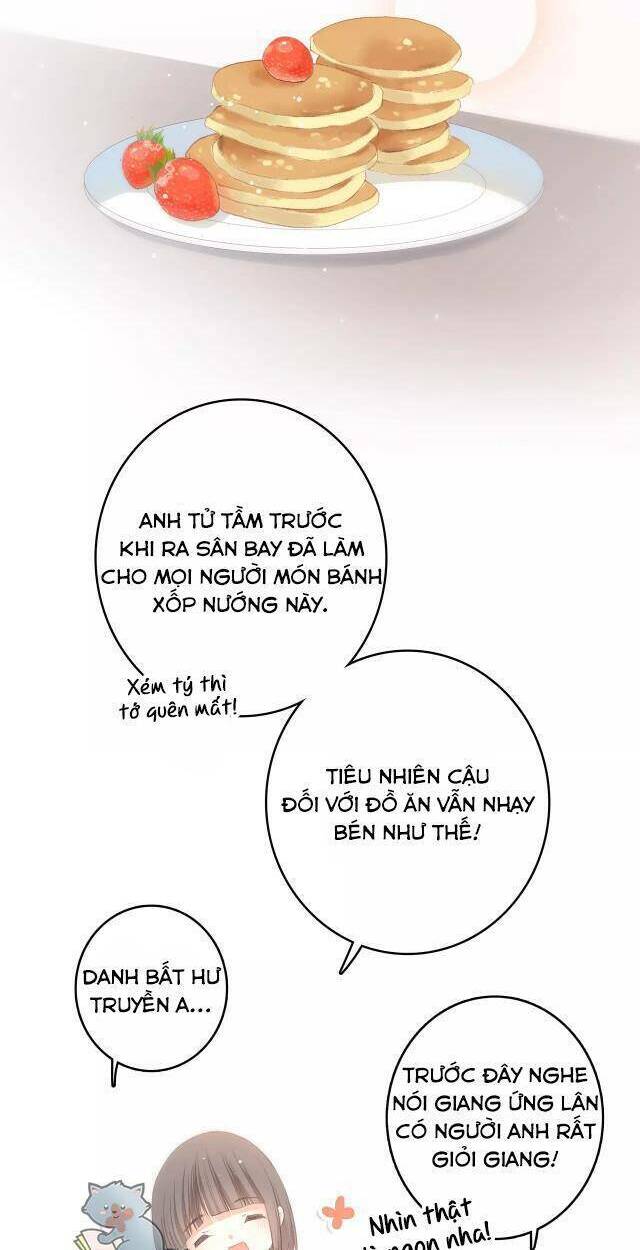 ANH TỬ TẦM TRƯỚC
KHI RA SÂN BAY ĐÃ LÀM
CHO MỌI NGƯỜI MÓN BÁNH
XỐP NƯỚNG NÀY.
Xém tý thì
tớ quên mất!
TIÊU NHIÊN CẬU
ĐỐI VỚI ĐỒ ĂN VẪN NHẠY
BÉN NHƯ THẾ!
DANH BẤT HƯ
TRUYỀN A...
TRƯỚC ĐÂY NGHE
NÓI GIANG ỨNG LÂN
CÓ NGƯỜI ANH RẤT
GIỎI GIANG!
Nhìn thật
ngon nha!